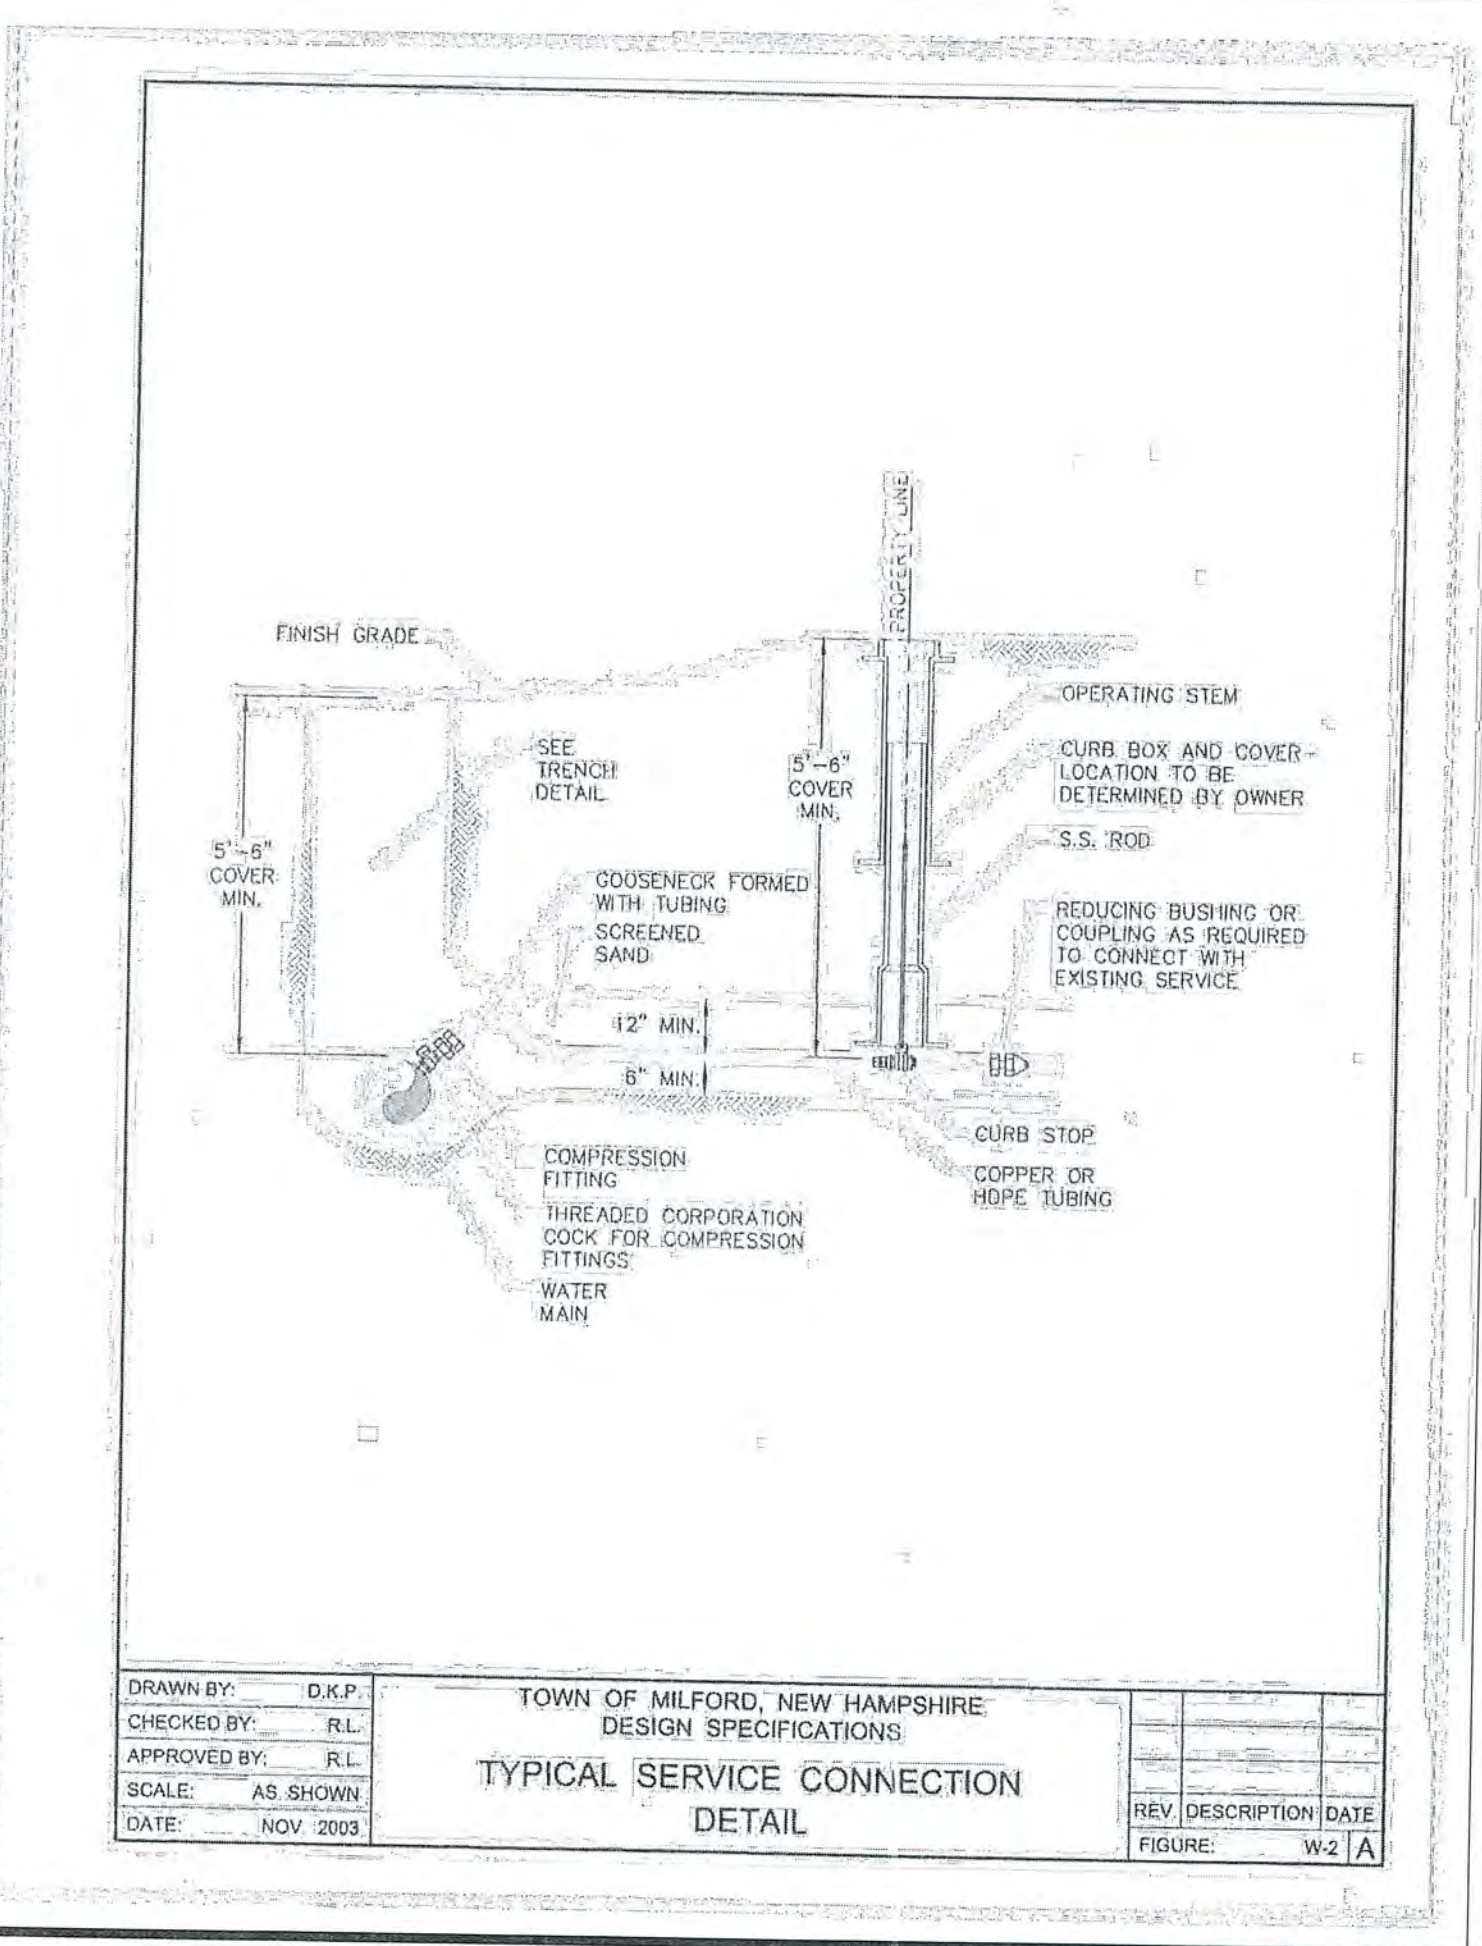 PROPERTY LINE
FINISH GRADE
OPERATING STEM
SEE
TRENCH
DETAIL
5'-6"
COVER
MIN.
CURB BOX AND COVER-
LOCATION TO BE
DETERMINED BY OWNER
S.S. ROD
5'-6"
COVER
MIN.
GOOSENECK FORMED
WITH TUBING
SCREENED
SAND
REDUCING BUSHING OR
COUPLING AS REQUIRED
TO CONNECT WITH
EXISTING SERVICE
12" MIN.
6" MIN.
CURB STOP
COPPER OR
HDPE TUBING
COMPRESSION
FITTING
THREADED CORPORATION
COCK FOR COMPRESSION
FITTINGS
WATER
MAIN
DRAWN BY: D.K.P.
CHECKED BY: R.L.
APPROVED BY: R.L.
SCALE: AS SHOWN
DATE: NOV 2003
TOWN OF MILFORD, NEW HAMPSHIRE
DESIGN SPECIFICATIONS
TYPICAL SERVICE CONNECTION
DETAIL
REV. DESCRIPTION DATE
FIGURE: W-2 A